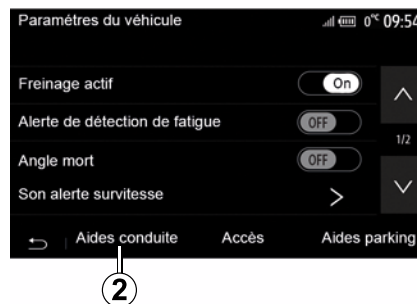 Paramétres du véhicule 0°C 09:54
Freinage actif On
Alerte de détection de fatigue OFF
1/2
Angle mort OFF
Son alerte survitesse
Aides conduite Accès Aides parking
2